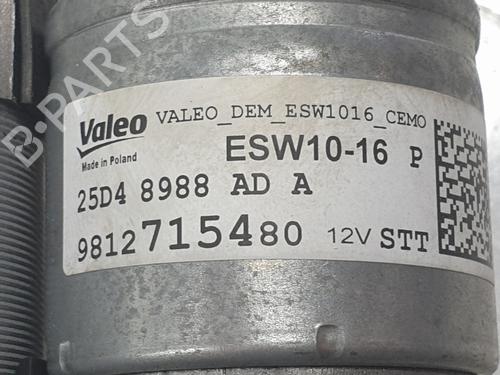 B-PARTS
Valeo VALEO_DEM_ESW1016_CEMO
Made in Poland ESW10-16 P
25D4 8988 AD A
9812715480 12V STT